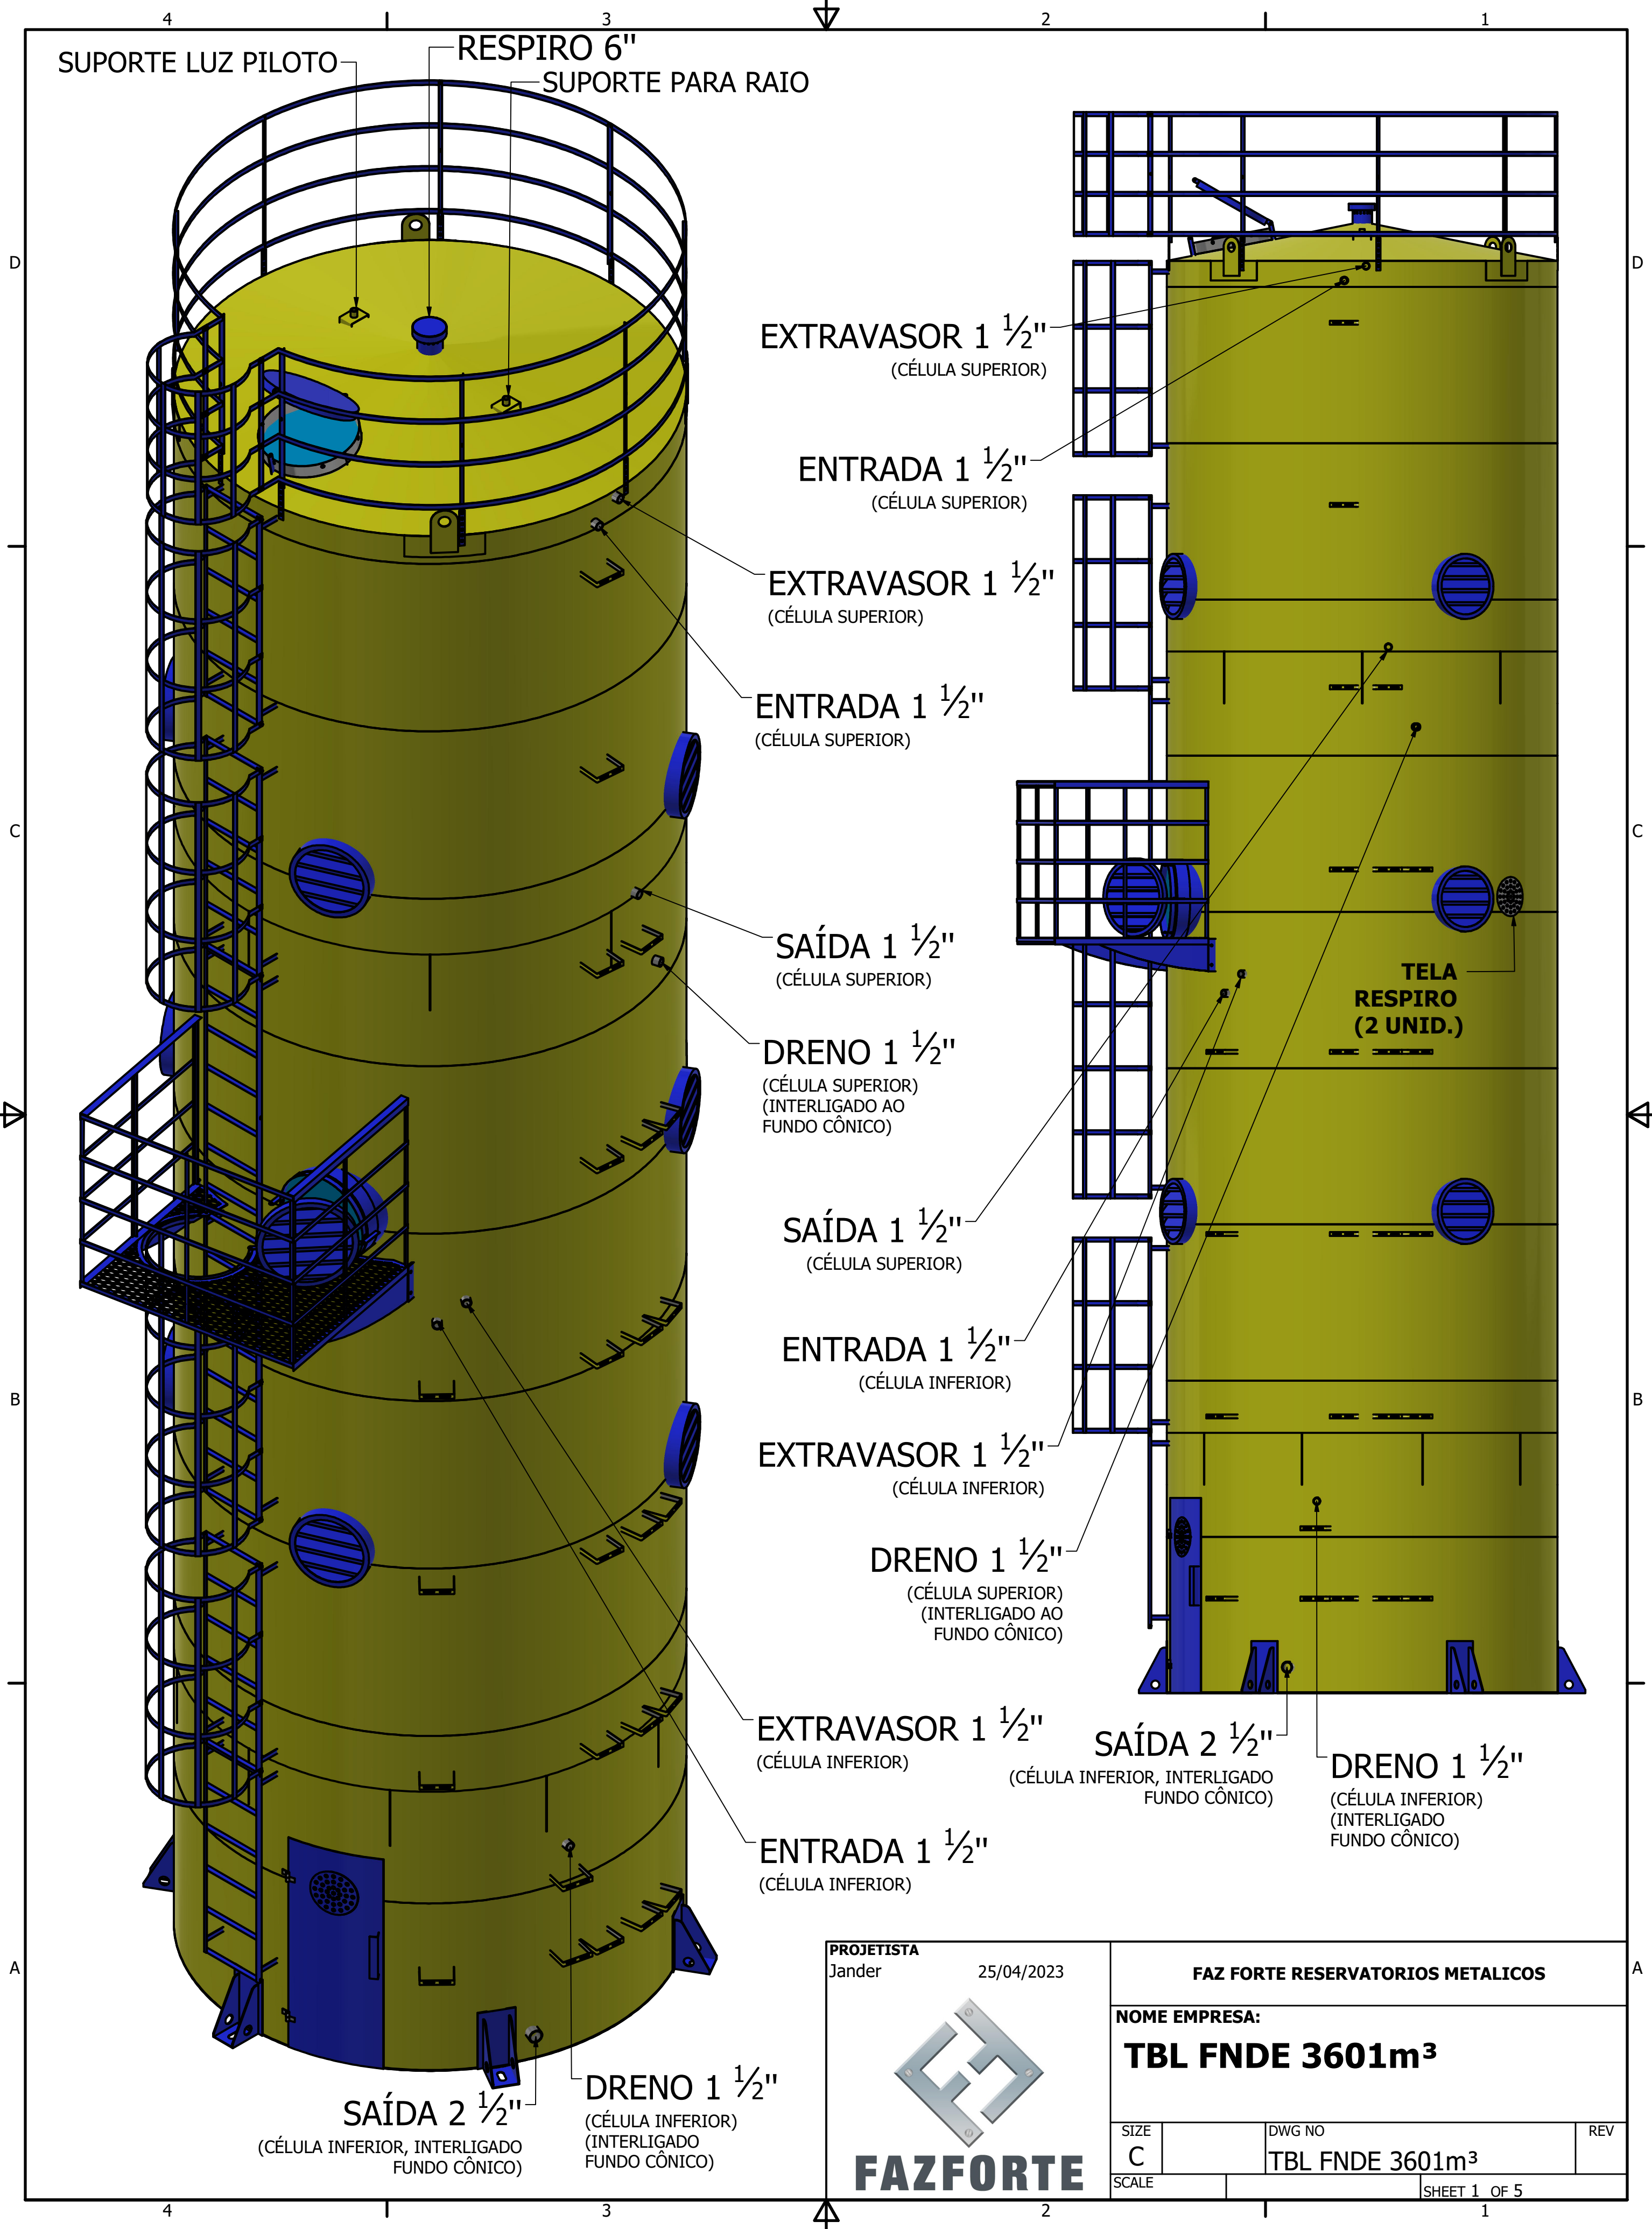 4
3
2
1
SUPORTE LUZ PILOTO
RESPIRO 6"
SUPORTE PARA RAIO
D
D
EXTRAVASOR 1 ½"
(CÉLULA SUPERIOR)
ENTRADA 1 ½"
(CÉLULA SUPERIOR)
EXTRAVASOR 1 ½"
(CÉLULA SUPERIOR)
ENTRADA 1 ½"
(CÉLULA SUPERIOR)
C
C
SAÍDA 1 ½"
(CÉLULA SUPERIOR)
TELA
RESPIRO
(2 UNID.)
DRENO 1 ½"
(CÉLULA SUPERIOR)
(INTERLIGADO AO
FUNDO CÔNICO)
SAÍDA 1 ½"
(CÉLULA SUPERIOR)
ENTRADA 1 ½"
(CÉLULA INFERIOR)
B
B
EXTRAVASOR 1 ½"
(CÉLULA INFERIOR)
DRENO 1 ½"
(CÉLULA SUPERIOR)
(INTERLIGADO AO
FUNDO CÔNICO)
EXTRAVASOR 1 ½"
(CÉLULA INFERIOR)
SAÍDA 2 ½"
(CÉLULA INFERIOR, INTERLIGADO
FUNDO CÔNICO)
DRENO 1 ½"
(CÉLULA INFERIOR)
(INTERLIGADO
FUNDO CÔNICO)
ENTRADA 1 ½"
(CÉLULA INFERIOR)
A
A
SAÍDA 2 ½"
(CÉLULA INFERIOR, INTERLIGADO
FUNDO CÔNICO)
DRENO 1 ½"
(CÉLULA INFERIOR)
(INTERLIGADO
FUNDO CÔNICO)
PROJETISTA
Jander 25/04/2023
FAZFORTE
FAZ FORTE RESERVATORIOS METALICOS
NOME EMPRESA:
TBL FNDE 3601m³
SIZE
C
DWG NO
TBL FNDE 3601m³
REV
SCALE
SHEET 1 OF 5
4
3
2
1